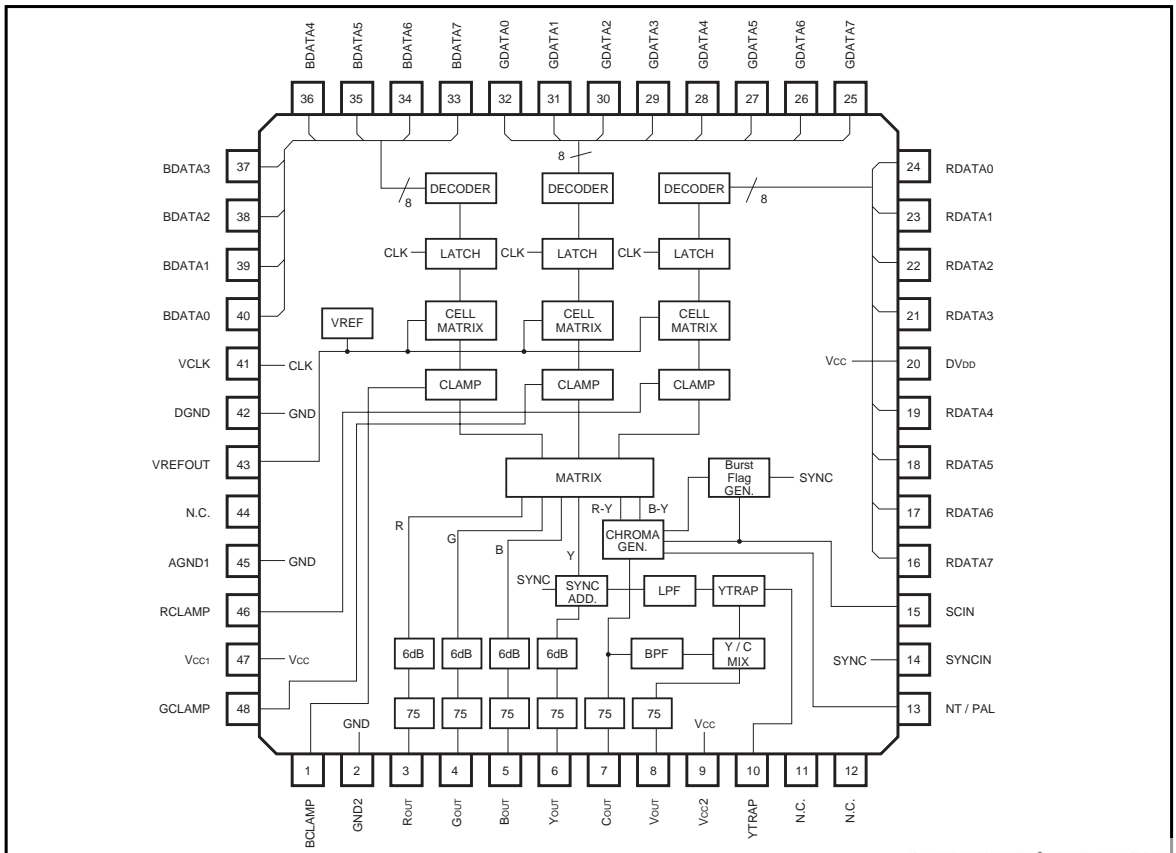 BDATA4 BDATA5 BDATA6 BDATA7 GDATA0 GDATA1 GDATA2 GDATA3 GDATA4 GDATA5 GDATA6 GDATA7
36 35 34 33 32 31 30 29 28 27 26 25
BDATA3 37 24 RDATA0
8
DECODER DECODER DECODER
8 8
BDATA2 38 23 RDATA1
CLK LATCH CLK LATCH CLK LATCH
BDATA1 39 22 RDATA2
BDATA0 40 21 RDATA3
VREF
CELL MATRIX CELL MATRIX CELL MATRIX
VCLK 41 CLK Vcc 20 DVDD
CLAMP CLAMP CLAMP
DGND 42 GND 19 RDATA4
VREFOUT 43 18 RDATA5
MATRIX
Burst Flag GEN.
SYNC
N.C. 44 17 RDATA6
R G B Y R-Y B-Y
CHROMA GEN.
AGND1 45 GND 16 RDATA7
SYNC
SYNC ADD.
LPF YTRAP
RCLAMP 46 15 SCIN
6dB 6dB 6dB 6dB BPF Y / C MIX
Vcc1 47 Vcc SYNC 14 SYNCIN
GCLAMP 48 13 NT / PAL
75 75 75 75 75 75
GND Vcc
1 2 3 4 5 6 7 8 9 10 11 12
BCLAMP GND2 ROUT GOUT BOUT YOUT COUT VOUT Vcc2 YTRAP N.C. N.C.